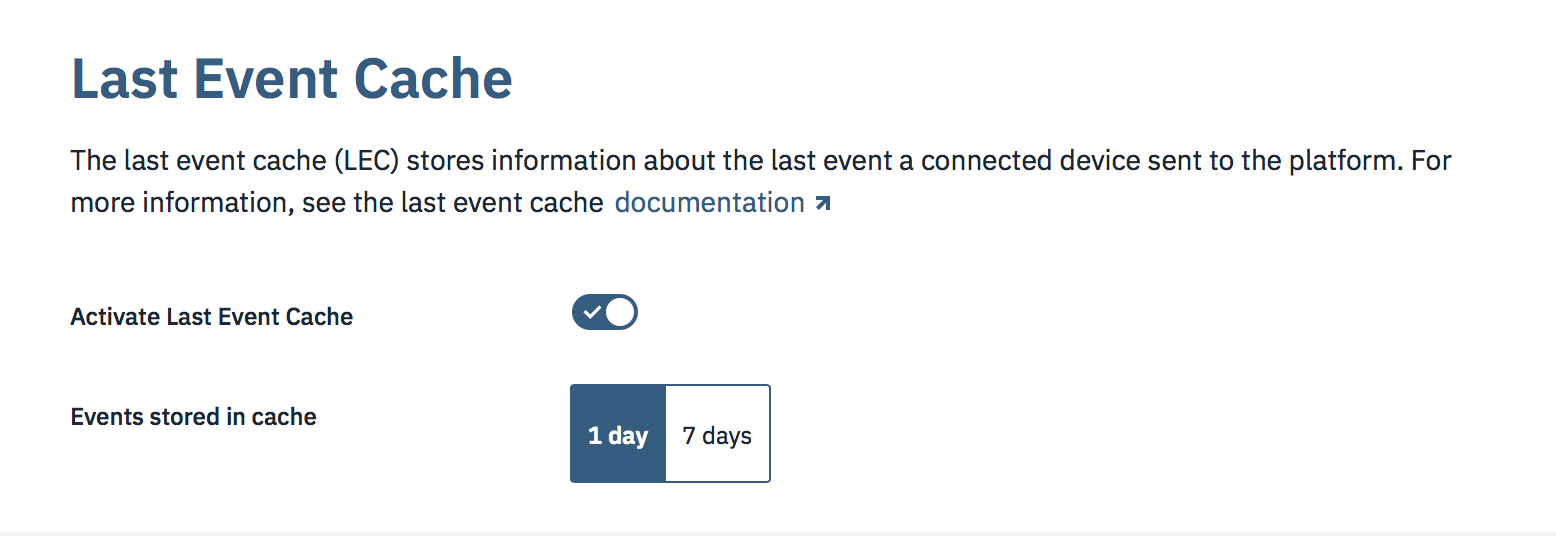 Last Event Cache
The last event cache (LEC) stores information about the last event a connected device sent to the platform. For
more information, see the last event cache documentation
Activate Last Event Cache
Events stored in cache
1 day 7 days